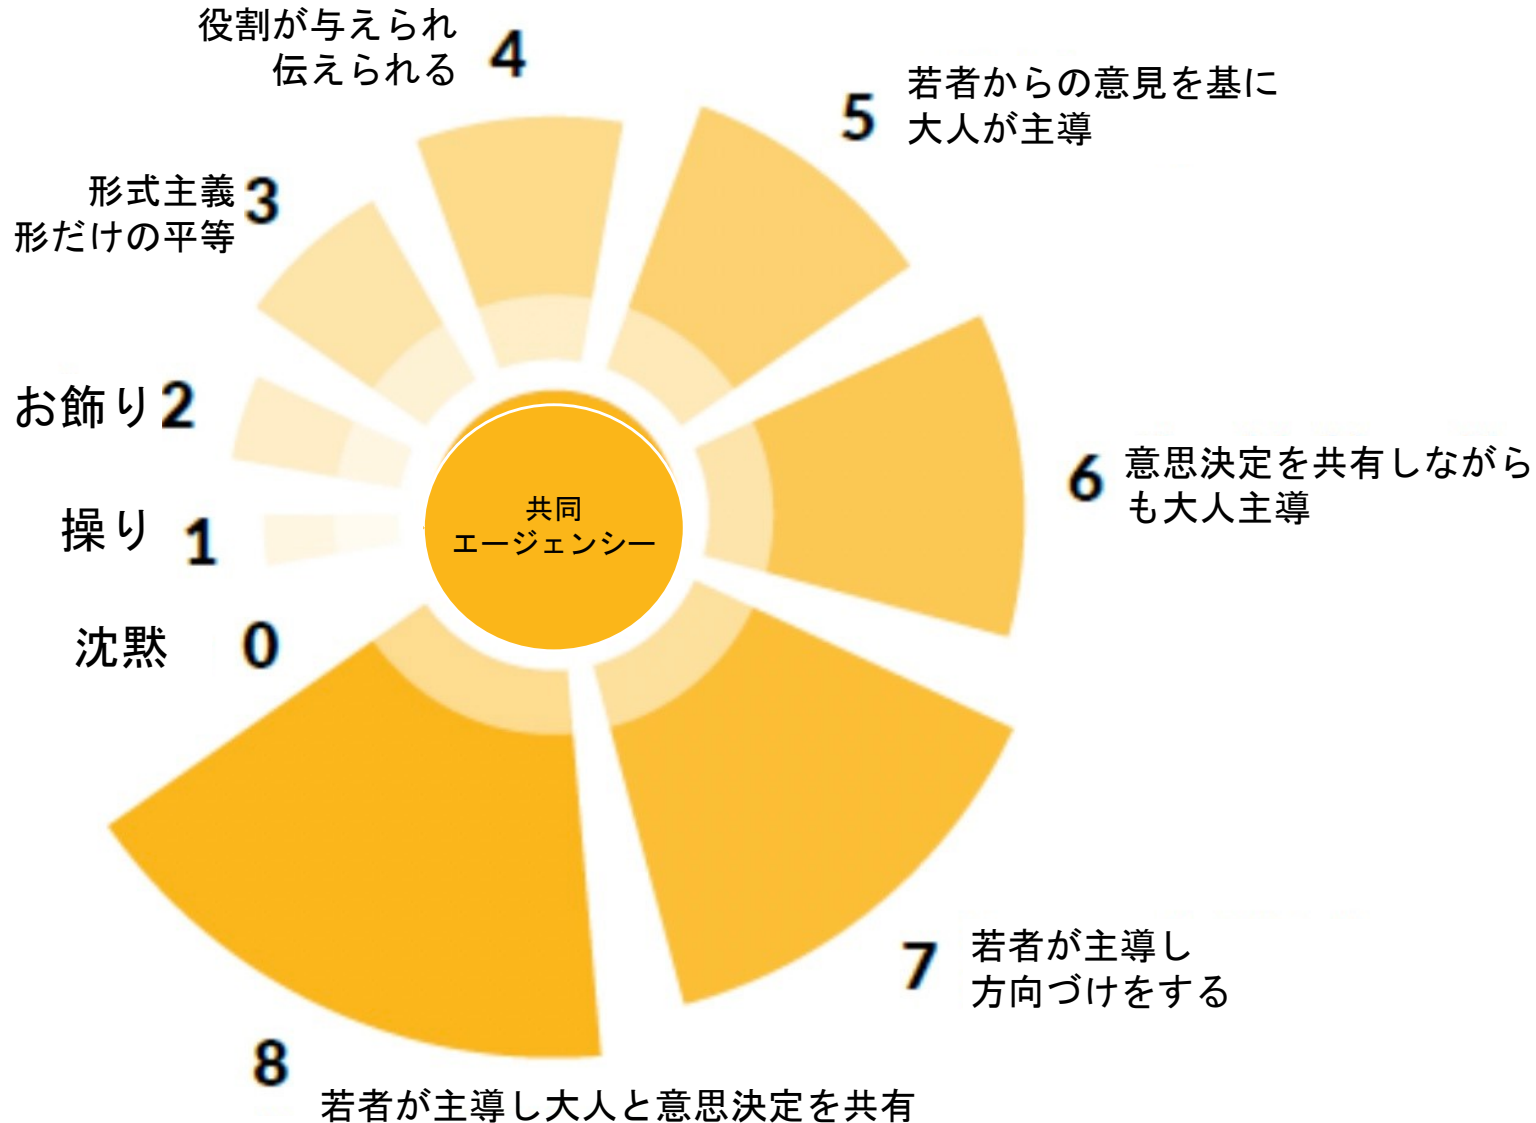 役割が与えられ
伝えられる
4
5
若者からの意見を基に
大人が主導
形式主義
形だけの平等
3
お飾り
2
6
意思決定を共有しながら
も大人主導
操り
1
共同
エージェンシー
沈黙
0
7
若者が主導し
方向づけをする
8
若者が主導し大人と意思決定を共有